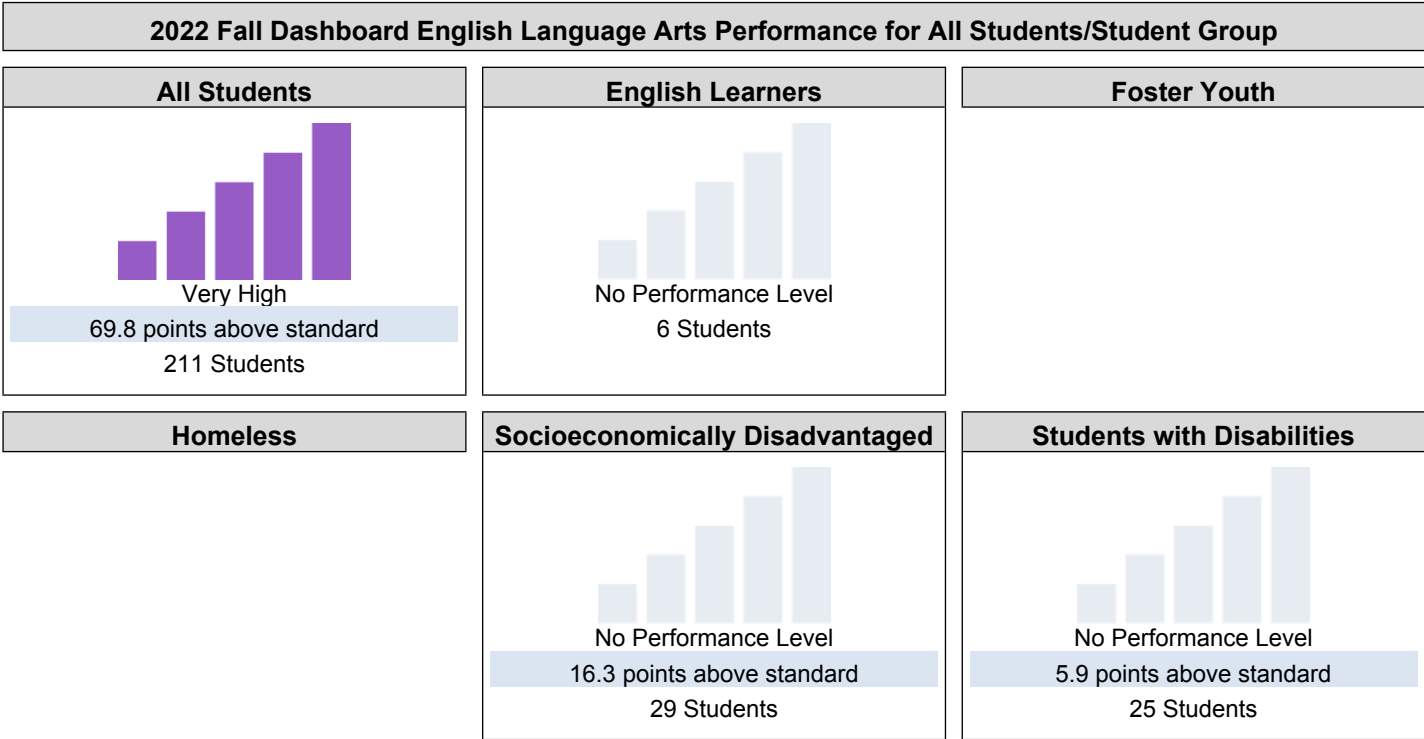 2022 Fall Dashboard English Language Arts Performance for All Students/Student Group
All Students
Very High
69.8 points above standard
211 Students
English Learners
No Performance Level
6 Students
Foster Youth
Homeless
Socioeconomically Disadvantaged
No Performance Level
16.3 points above standard
29 Students
Students with Disabilities
No Performance Level
5.9 points above standard
25 Students